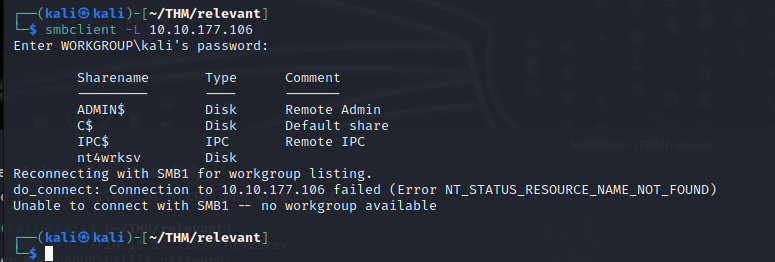 ┌──(kali㉿kali)-[~/THM/relevant]
└─$ smbclient -L 10.10.177.106
Enter WORKGROUP\kali's password:
Sharename       Type      Comment
---------       ----      -------
ADMIN$          Disk      Remote Admin
C$              Disk      Default share
IPC$            IPC       Remote IPC
nt4wrksv        Disk
Reconnecting with SMB1 for workgroup listing.
do_connect: Connection to 10.10.177.106 failed (Error NT_STATUS_RESOURCE_NAME_NOT_FOUND)
Unable to connect with SMB1 -- no workgroup available
┌──(kali㉿kali)-[~/THM/relevant]
└─$